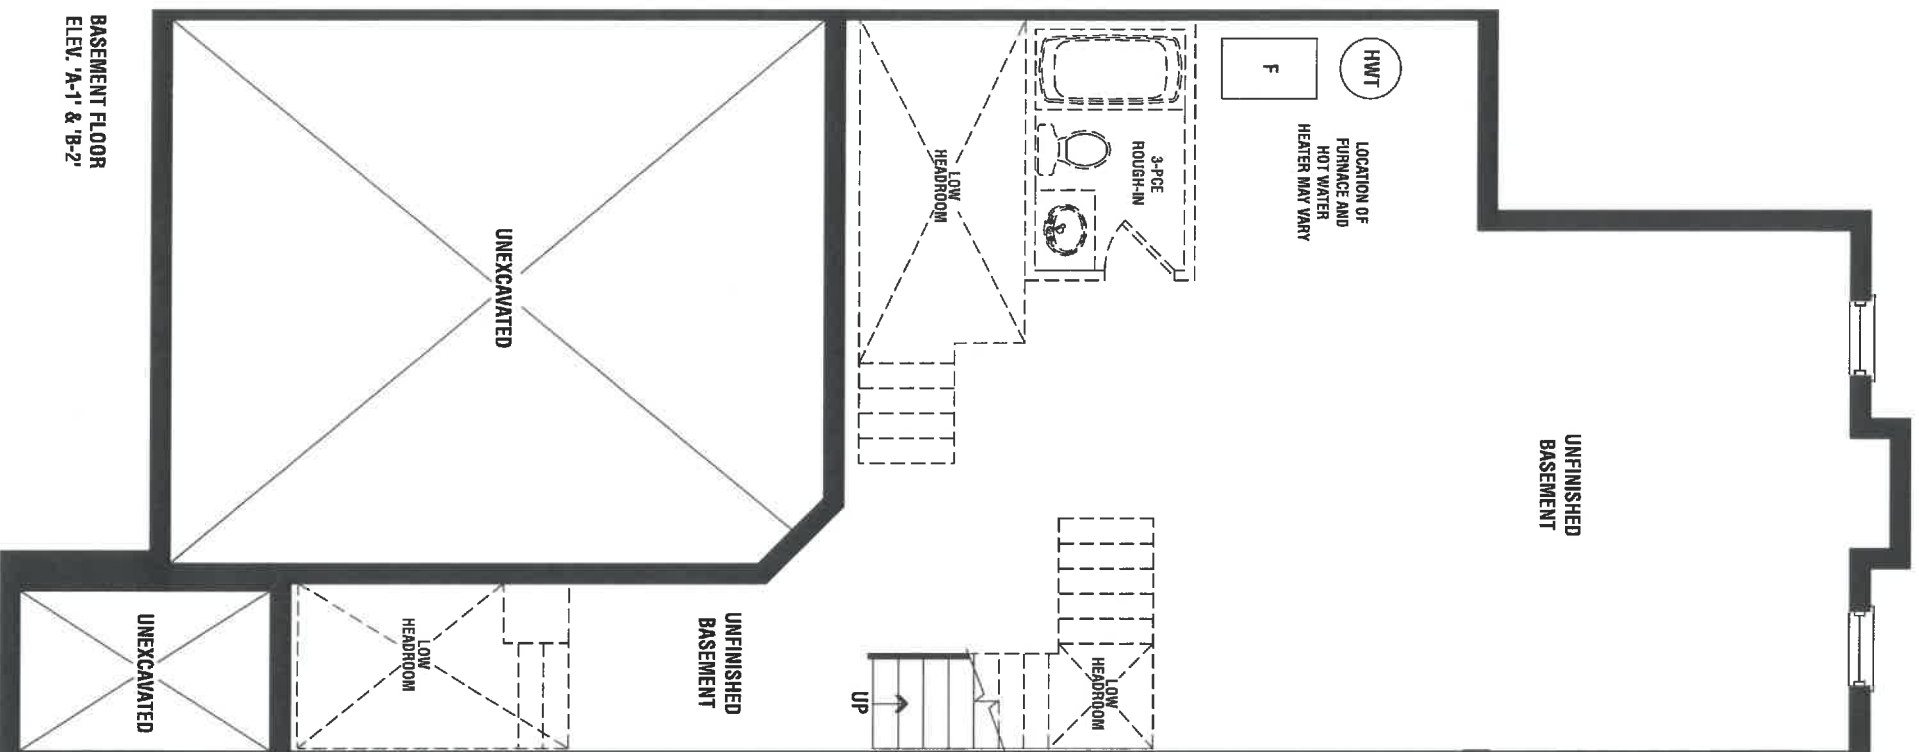 UNFINISHED
BASEMENT
HWT
F
LOCATION OF
FURNACE AND
HOT WATER
HEATER MAY VARY
3-PCE
ROUGH-IN
LOW
HEADROOM
LOW
HEADROOM
UP
UNFINISHED
BASEMENT
UNEXCAVATED
LOW
HEADROOM
UNEXCAVATED
BASEMENT FLOOR
ELEV. 'A-1' & 'B-2'